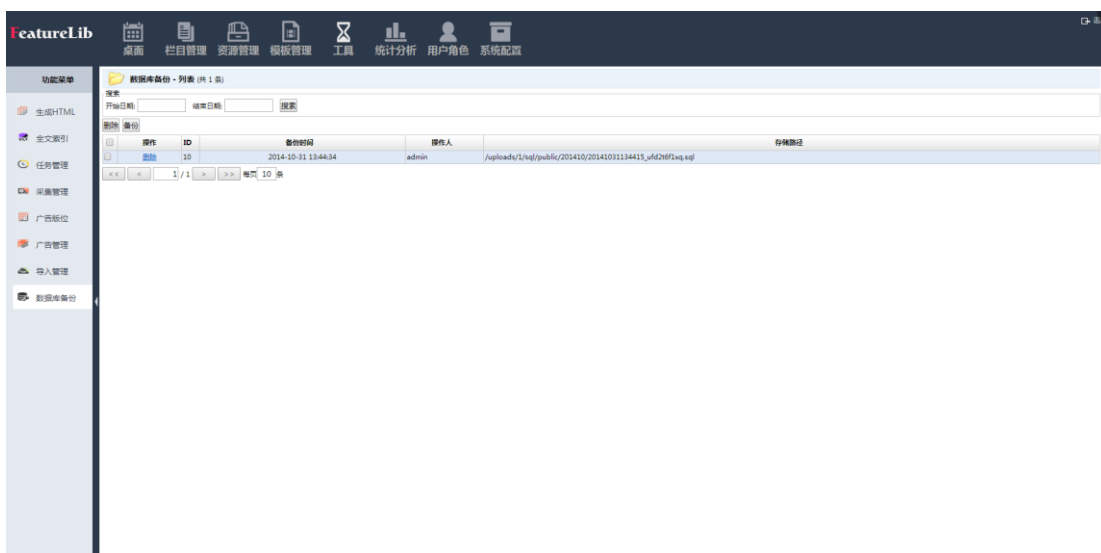 FeatureLib
桌面 栏目管理 资源管理 模板管理 工具 统计分析 用户角色 系统配置
功能菜单
生成HTML
全文索引
任务管理
采集管理
广告版位
广告管理
导入管理
数据库备份
数据库备份 - 列表 (共 1 条)
搜索
开始日期: 结束日期: 搜索
删除 备份
操作 ID 备份时间 操作人 存储路径
删除 10 2014-10-31 13:44:34 admin /uploads/1/sql/public/201410/20141031134415_ufd2t6f1xq.sql
<< < 1 / 1 > >> 每页 10 条